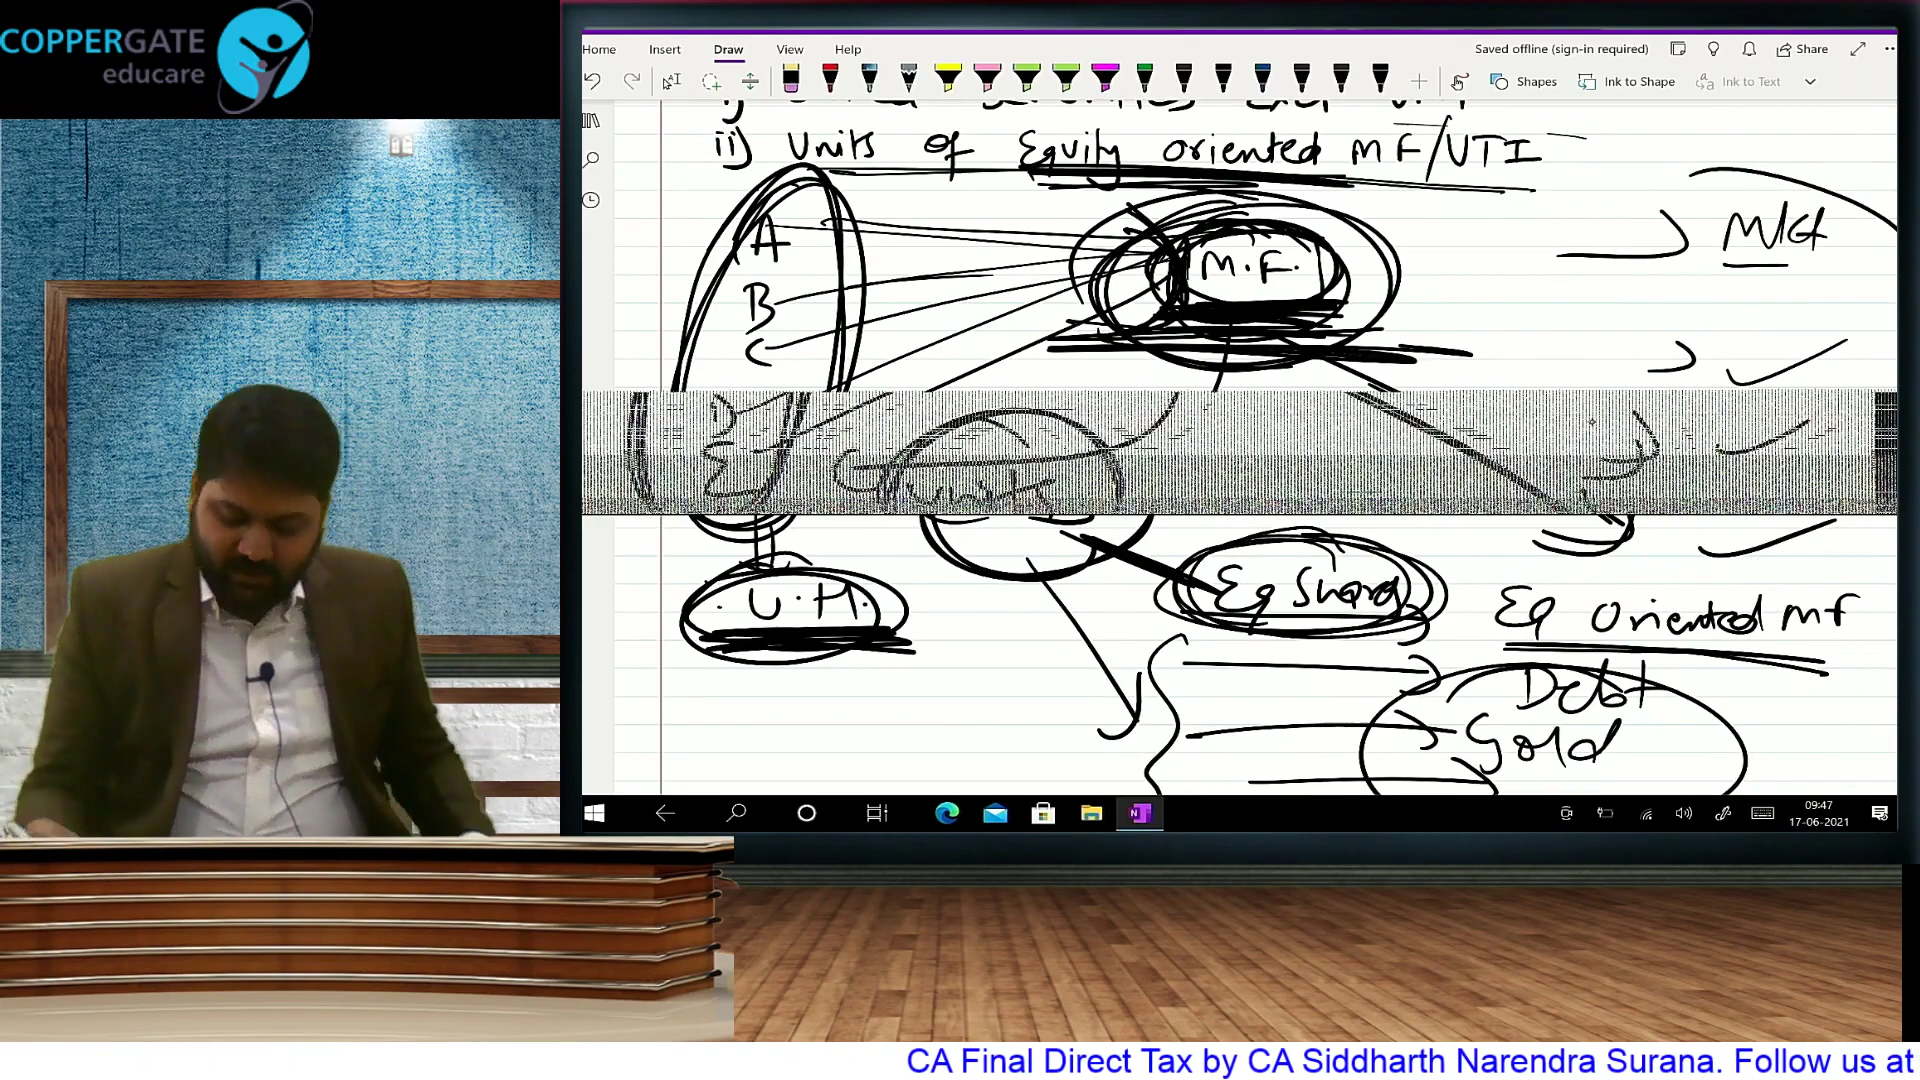 COPPERGATE
educare
Home Insert Draw View Help
Saved offline (sign-in required) Share
Shapes Ink to Shape Ink to Text
ii) Units of Equity oriented MF/UTI
A
B
C
D
E
M.F.
Units
U.H.
Eq Shares
Eq Oriented MF
Debt
Gold
09:47
17-06-2021
CA Final Direct Tax by CA Siddharth Narendra Surana. Follow us at